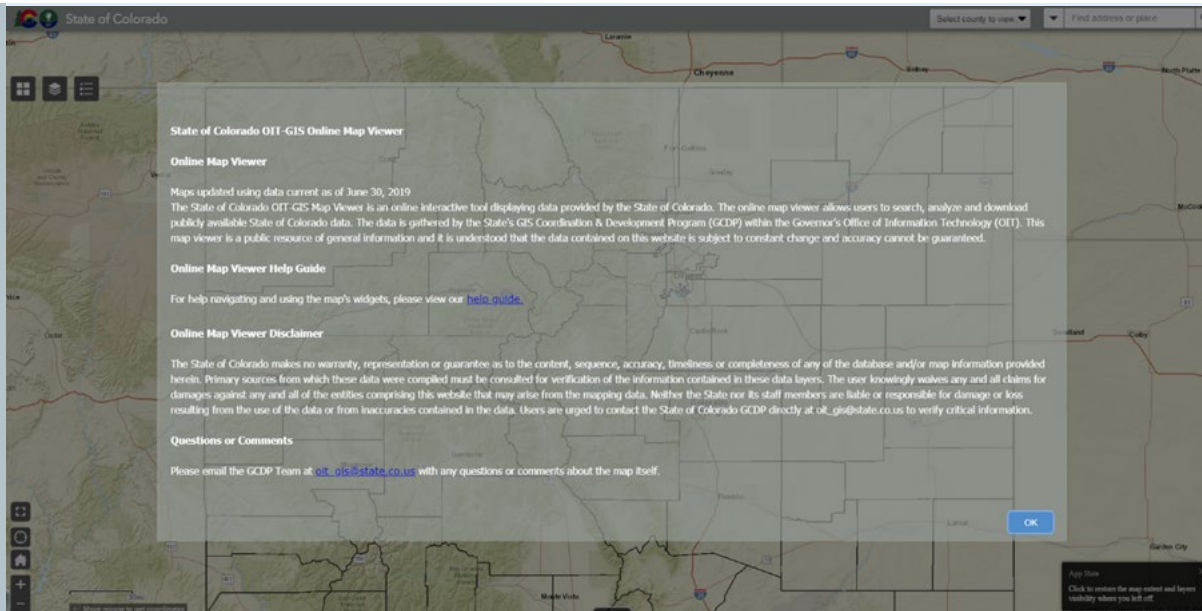 State of Colorado
Select county to view
Find address or place
Laramie
Cheyenne
Sidney
North Platte
State of Colorado OIT-GIS Online Map Viewer
Fort Collins
Online Map Viewer
Greeley
Vernal
Maps updated using data current as of June 30, 2019
The State of Colorado OIT-GIS Map Viewer is an online interactive tool displaying data provided by the State of Colorado. The online map viewer allows users to search, analyze and download
publicly available State of Colorado data. The data is gathered by the State's GIS Coordination & Development Program (GCDP) within the Governor's Office of Information Technology (OIT). This
map viewer is a public resource of general information and it is understood that the data contained on this website is subject to constant change and accuracy cannot be guaranteed.
Online Map Viewer Help Guide
For help navigating and using the map's widgets, please view our help guide.
Online Map Viewer Disclaimer
Castle Rock
Goodland
Colby
The State of Colorado makes no warranty, representation or guarantee as to the content, sequence, accuracy, timeliness or completeness of any of the database and/or map information provided
herein. Primary sources from which these data were compiled must be consulted for verification of the information contained in these data layers. The user knowingly waives any and all claims for
damages against any and all of the entities comprising this website that may arise from the mapping data. Neither the State nor its staff members are liable or responsible for damage or loss
resulting from the use of the data or from inaccuracies contained in the data. Users are urged to contact the State of Colorado GCDP directly at oit_gis@state.co.us to verify critical information.
Questions or Comments
Please email the GCDP Team at oit_gis@state.co.us with any questions or comments about the map itself.
Pueblo
Lamar
OK
Garden City
Monte Vista
App State
Click to restore the map extent and layers
visibility where you left off.